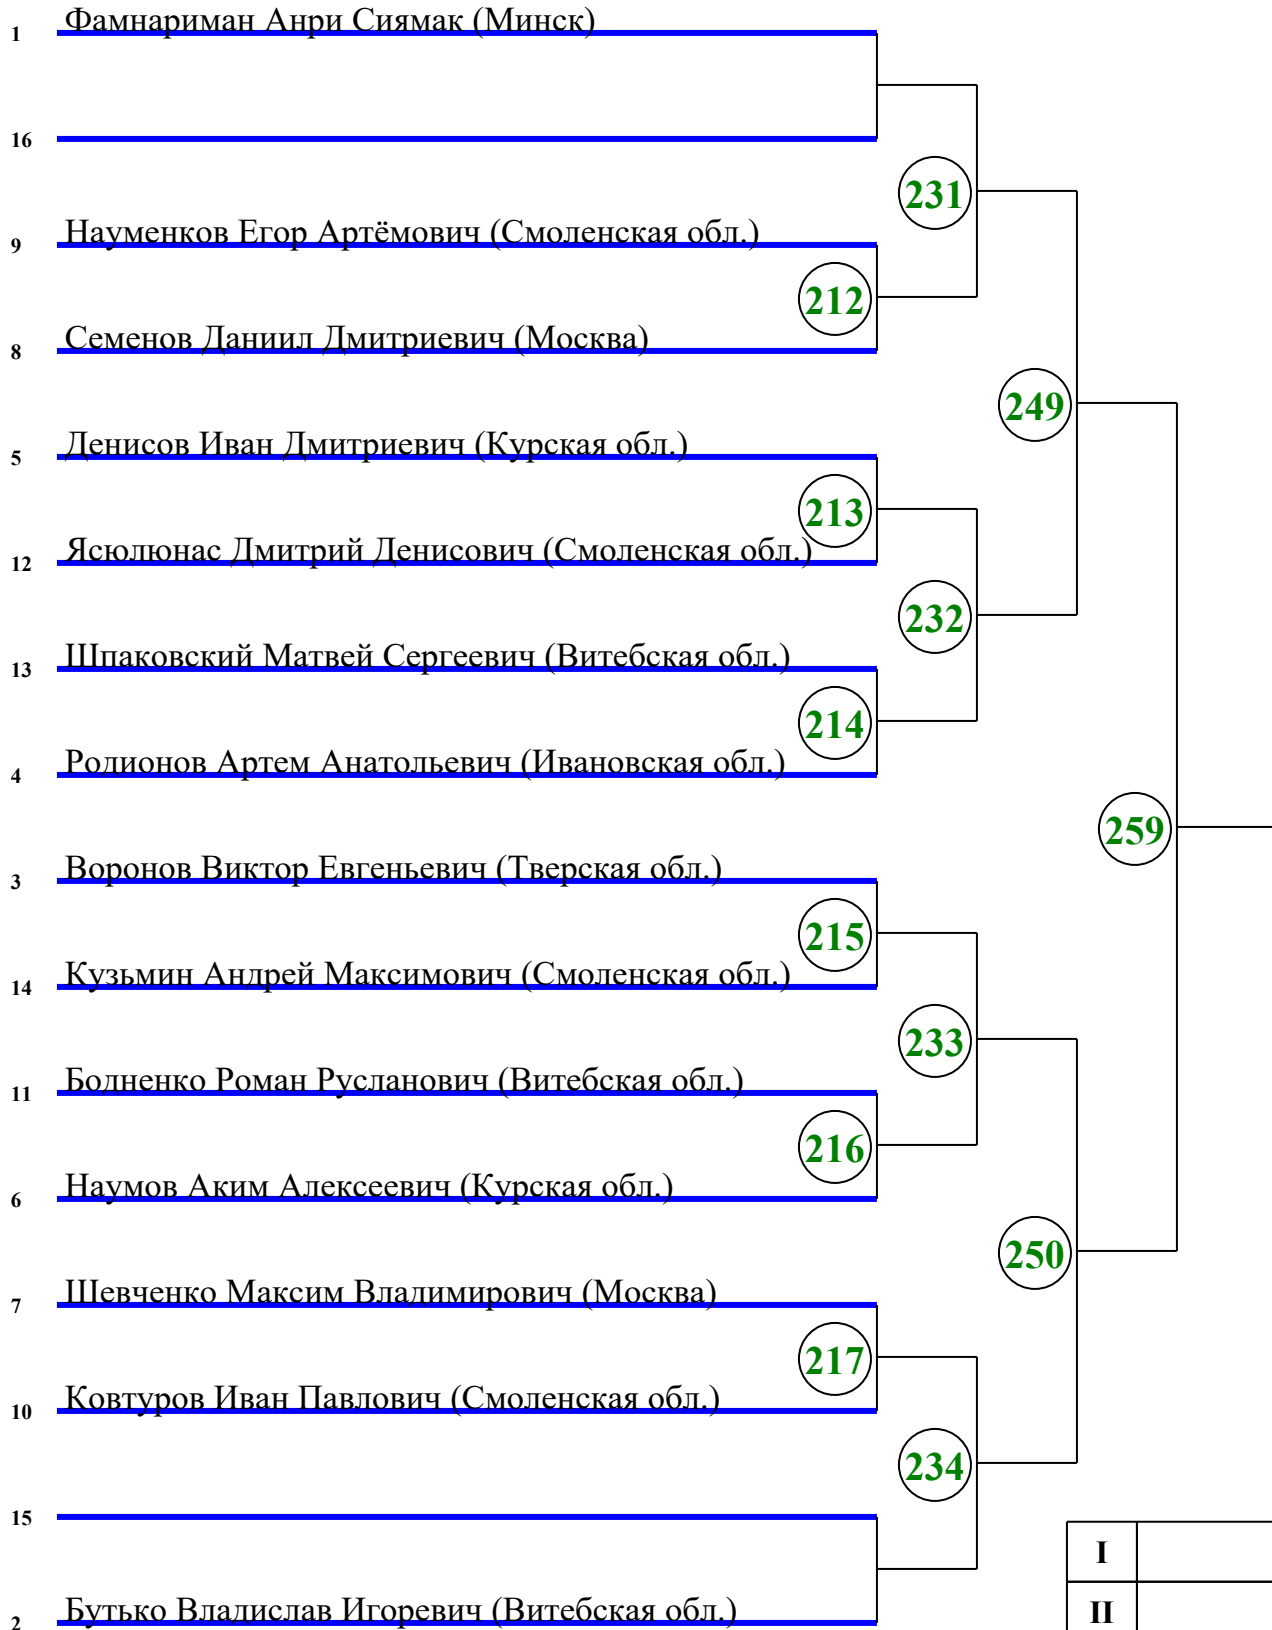 1 Фамнариман Анри Сиямак (Минск)
16
231
9 Науменков Егор Артёмович (Смоленская обл.)
212
8 Семенов Даниил Дмитриевич (Москва)
249
5 Денисов Иван Дмитриевич (Курская обл.)
213
12 Ясюлюнас Дмитрий Денисович (Смоленская обл.)
232
13 Шпаковский Матвей Сергеевич (Витебская обл.)
214
4 Родионов Артем Анатольевич (Ивановская обл.)
259
3 Воронов Виктор Евгеньевич (Тверская обл.)
215
14 Кузьмин Андрей Максимович (Смоленская обл.)
233
11 Бодненко Роман Русланович (Витебская обл.)
216
6 Наумов Аким Алексеевич (Курская обл.)
250
7 Шевченко Максим Владимирович (Москва)
217
10 Ковтуров Иван Павлович (Смоленская обл.)
234
15
I
2 Бутько Владислав Игоревич (Витебская обл.)
II